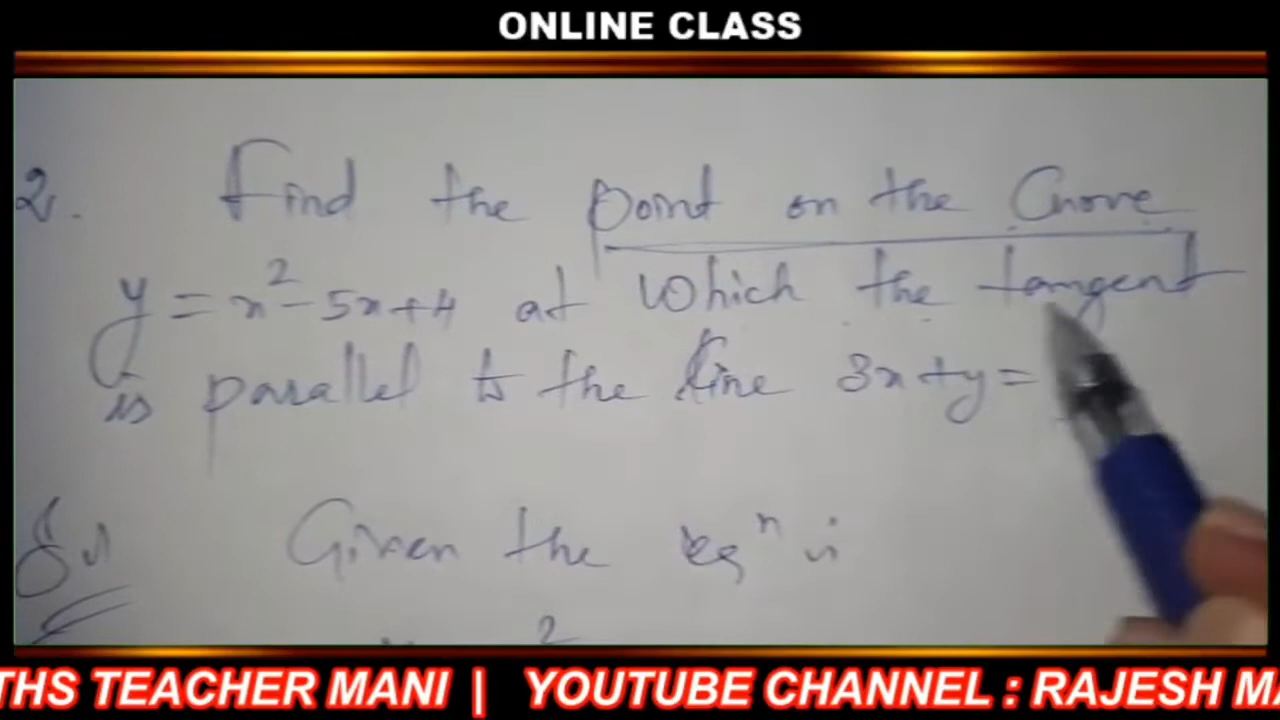 ONLINE CLASS
2. Find the point on the Curve
y = x² - 5x + 4 at which the tangent
is parallel to the line 3x + y =
Given the eqⁿ is
2
THS TEACHER MANI | YOUTUBE CHANNEL : RAJESH MA